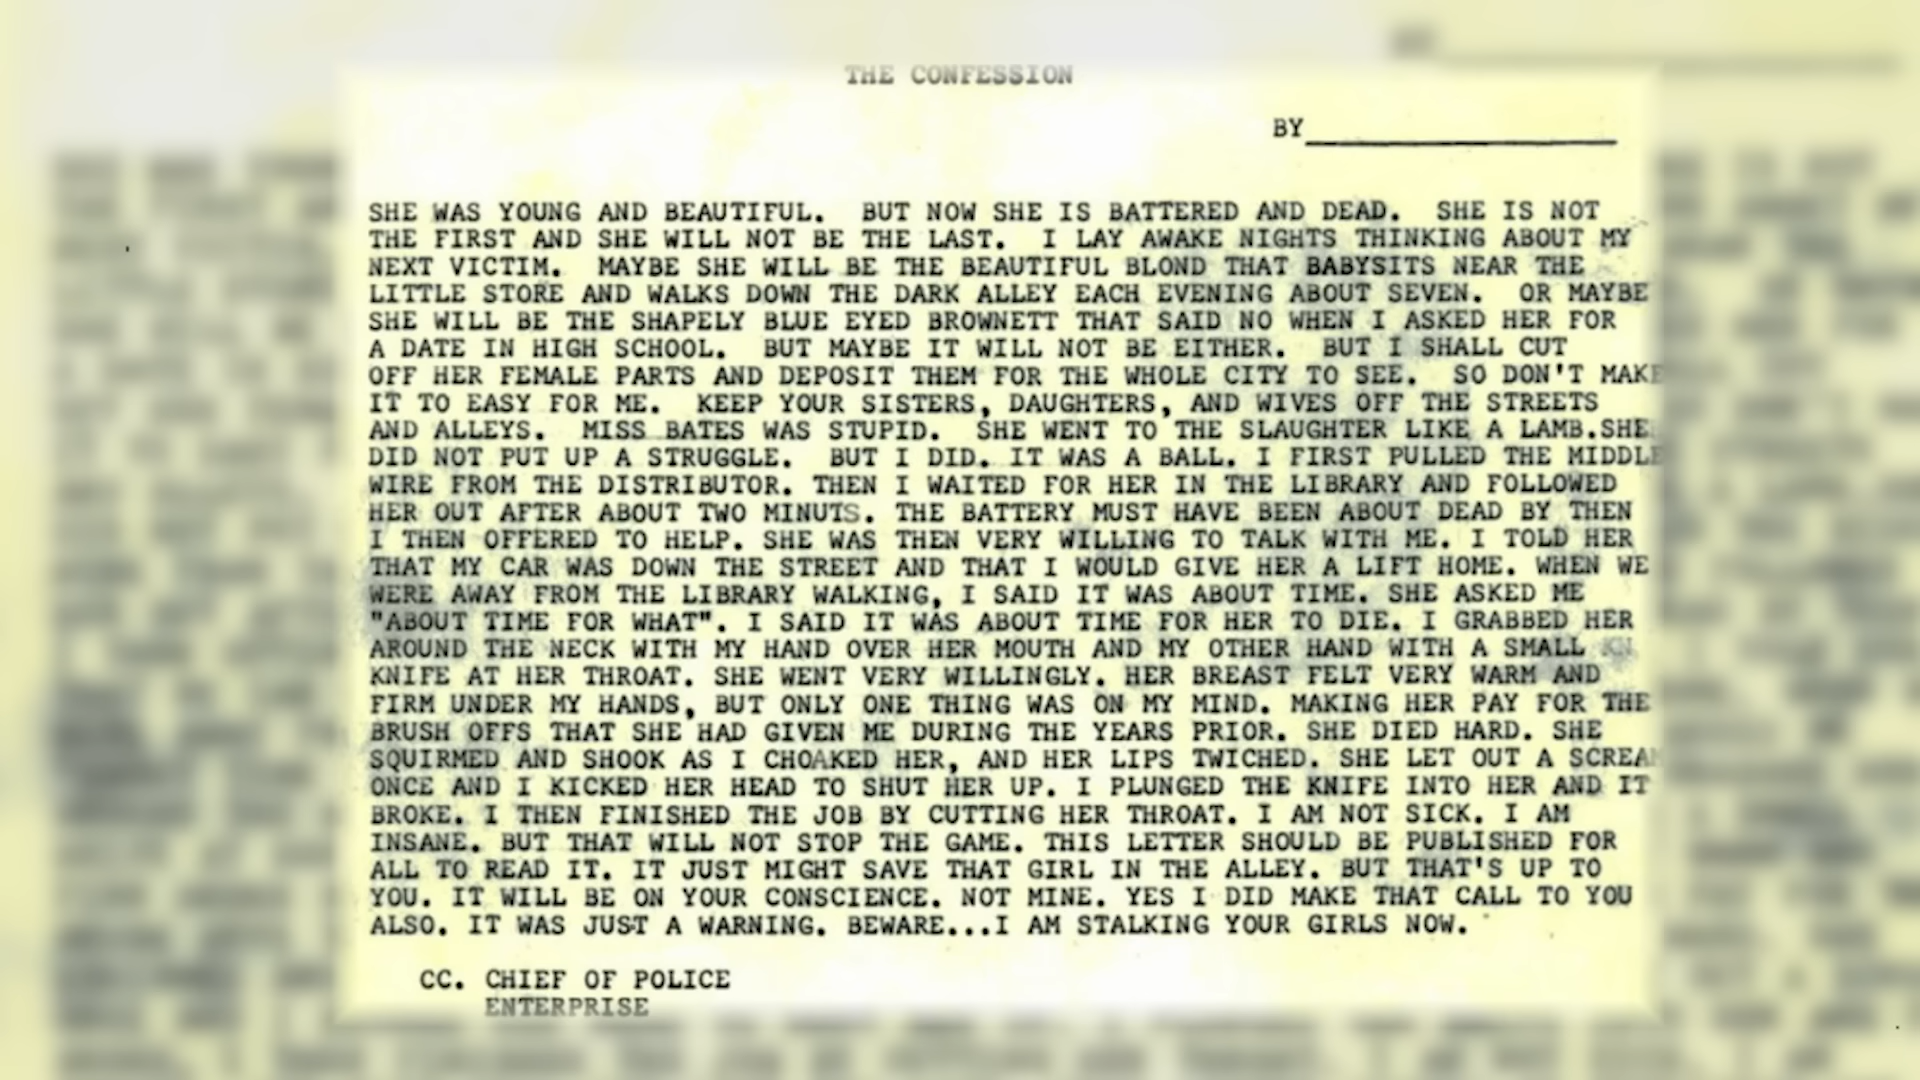 THE CONFESSION
BY
SHE WAS YOUNG AND BEAUTIFUL. BUT NOW SHE IS BATTERED AND DEAD. SHE IS NOT
THE FIRST AND SHE WILL NOT BE THE LAST. I LAY AWAKE NIGHTS THINKING ABOUT MY
NEXT VICTIM. MAYBE SHE WILL BE THE BEAUTIFUL BLOND THAT BABYSITS NEAR THE
LITTLE STORE AND WALKS DOWN THE DARK ALLEY EACH EVENING ABOUT SEVEN. OR MAYBE
SHE WILL BE THE SHAPELY BLUE EYED BROWNETT THAT SAID NO WHEN I ASKED HER FOR
A DATE IN HIGH SCHOOL. BUT MAYBE IT WILL NOT BE EITHER. BUT I SHALL CUT
OFF HER FEMALE PARTS AND DEPOSIT THEM FOR THE WHOLE CITY TO SEE. SO DON'T MAKE
IT TO EASY FOR ME. KEEP YOUR SISTERS, DAUGHTERS, AND WIVES OFF THE STREETS
AND ALLEYS. MISS BATES WAS STUPID. SHE WENT TO THE SLAUGHTER LIKE A LAMB.SHE
DID NOT PUT UP A STRUGGLE. BUT I DID. IT WAS A BALL. I FIRST PULLED THE MIDDLE
WIRE FROM THE DISTRIBUTOR. THEN I WAITED FOR HER IN THE LIBRARY AND FOLLOWED
HER OUT AFTER ABOUT TWO MINUTS. THE BATTERY MUST HAVE BEEN ABOUT DEAD BY THEN
I THEN OFFERED TO HELP. SHE WAS THEN VERY WILLING TO TALK WITH ME. I TOLD HER
THAT MY CAR WAS DOWN THE STREET AND THAT I WOULD GIVE HER A LIFT HOME. WHEN WE
WERE AWAY FROM THE LIBRARY WALKING, I SAID IT WAS ABOUT TIME. SHE ASKED ME
"ABOUT TIME FOR WHAT". I SAID IT WAS ABOUT TIME FOR HER TO DIE. I GRABBED HER
AROUND THE NECK WITH MY HAND OVER HER MOUTH AND MY OTHER HAND WITH A SMALL KN
KNIFE AT HER THROAT. SHE WENT VERY WILLINGLY. HER BREAST FELT VERY WARM AND
FIRM UNDER MY HANDS, BUT ONLY ONE THING WAS ON MY MIND. MAKING HER PAY FOR THE
BRUSH OFFS THAT SHE HAD GIVEN ME DURING THE YEARS PRIOR. SHE DIED HARD. SHE
SQUIRMED AND SHOOK AS I CHOAKED HER, AND HER LIPS TWICHED. SHE LET OUT A SCREAM
ONCE AND I KICKED HER HEAD TO SHUT HER UP. I PLUNGED THE KNIFE INTO HER AND IT
BROKE. I THEN FINISHED THE JOB BY CUTTING HER THROAT. I AM NOT SICK. I AM
INSANE. BUT THAT WILL NOT STOP THE GAME. THIS LETTER SHOULD BE PUBLISHED FOR
ALL TO READ IT. IT JUST MIGHT SAVE THAT GIRL IN THE ALLEY. BUT THAT'S UP TO
YOU. IT WILL BE ON YOUR CONSCIENCE. NOT MINE. YES I DID MAKE THAT CALL TO YOU
ALSO. IT WAS JUST A WARNING. BEWARE...I AM STALKING YOUR GIRLS NOW.
CC. CHIEF OF POLICE
ENTERPRISE